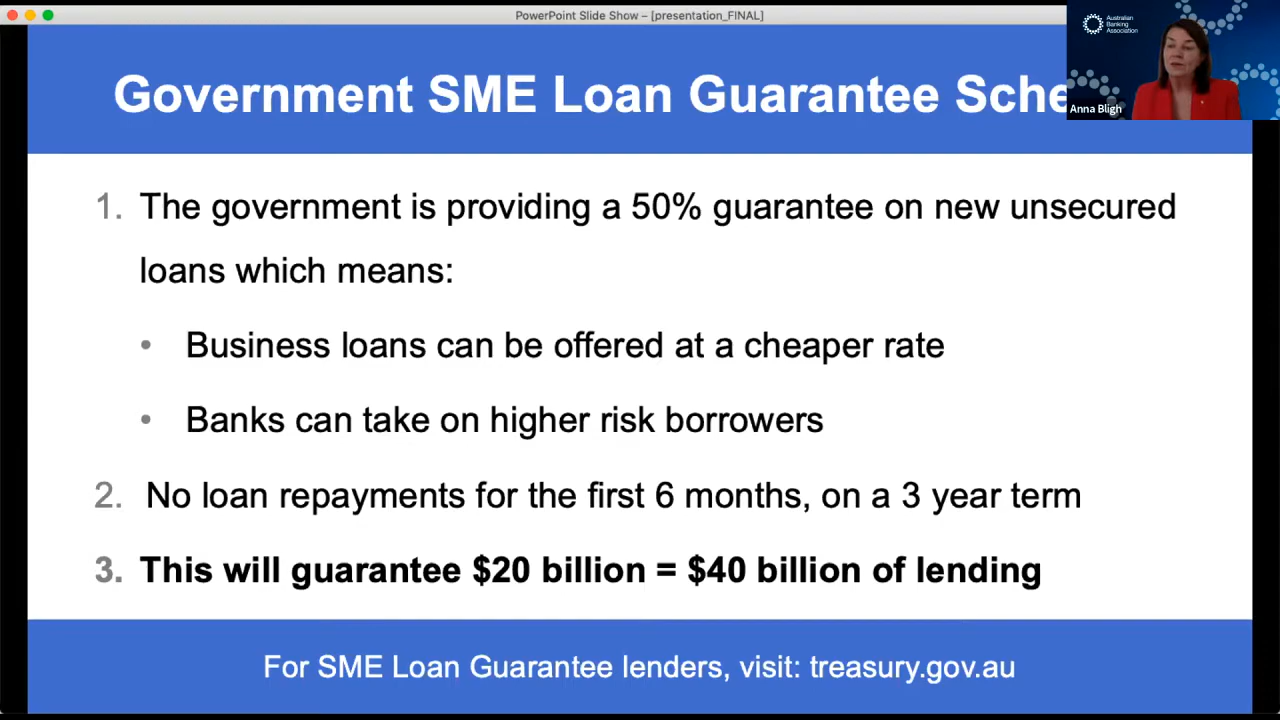 PowerPoint Slide Show – [presentation_FINAL]
Australian
Banking
Association
Anna Bligh
Government SME Loan Guarantee Sche
1. The government is providing a 50% guarantee on new unsecured
loans which means:
• Business loans can be offered at a cheaper rate
• Banks can take on higher risk borrowers
2. No loan repayments for the first 6 months, on a 3 year term
3. This will guarantee $20 billion = $40 billion of lending
For SME Loan Guarantee lenders, visit: treasury.gov.au